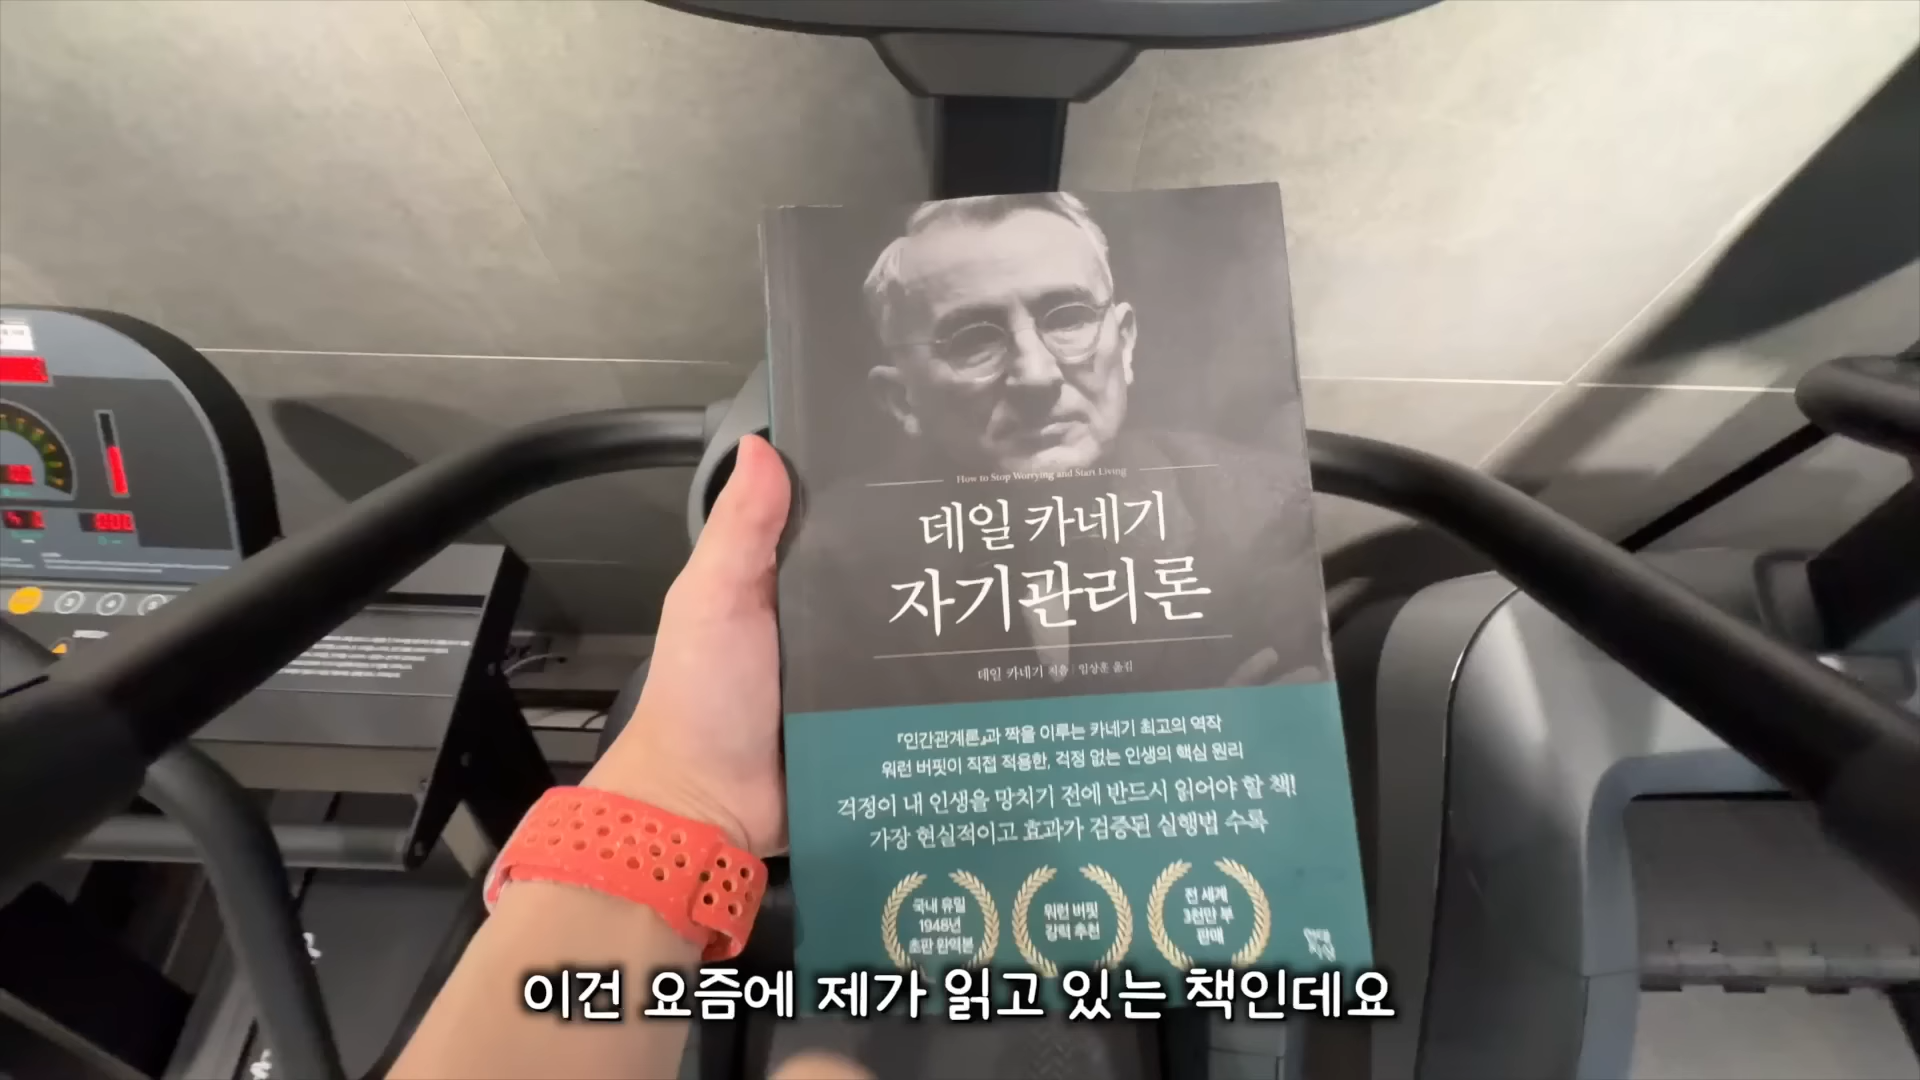 How to Stop Worrying and Start Living
데일 카네기
자기관리론
데일 카네기 지음 | 임상훈 옮김
『인간관계론』과 짝을 이루는 카네기 최고의 역작
워런 버핏이 직접 적용한, 걱정 없는 인생의 핵심 원리
걱정이 내 인생을 망치기 전에 반드시 읽어야 할 책!
가장 현실적이고 효과가 검증된 실행법 수록
국내 유일
1948년
초판 완역본
워런 버핏
강력 추천
전 세계
3천만 부
판매
현대
지성
이건 요즘에 제가 읽고 있는 책인데요